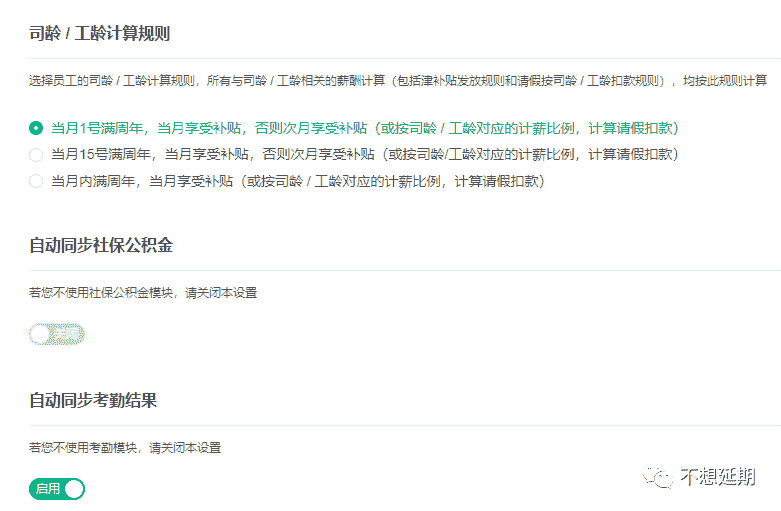 司龄 / 工龄计算规则
选择员工的司龄 / 工龄计算规则，所有与司龄 / 工龄相关的薪酬计算（包括津补贴发放规则和请假按司龄 / 工龄扣款规则），均按此规则计算
当月1号满周年，当月享受补贴，否则次月享受补贴（或按司龄 / 工龄对应的计薪比例，计算请假扣款）
当月15号满周年，当月享受补贴，否则次月享受补贴（或按司龄/工龄对应的计薪比例，计算请假扣款）
当月内满周年，当月享受补贴（或按司龄 / 工龄对应的计薪比例，计算请假扣款）
自动同步社保公积金
若您不使用社保公积金模块，请关闭本设置
自动同步考勤结果
若您不使用考勤模块，请关闭本设置
启用
不想延期